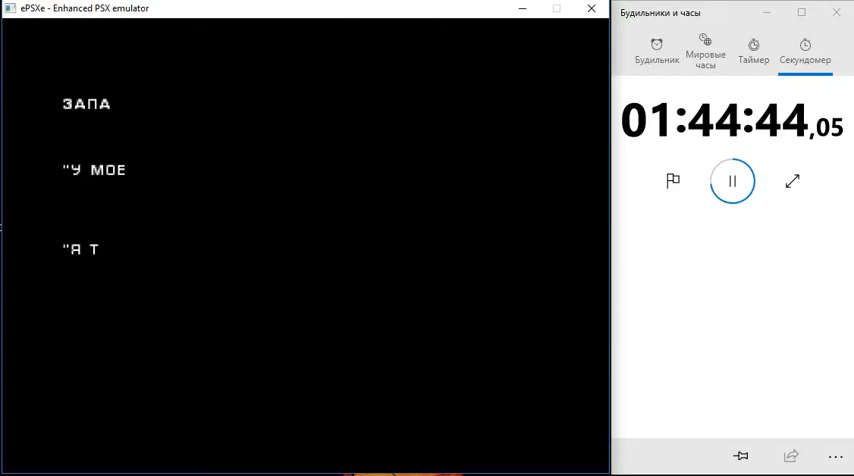 ePSXe - Enhanced PSX emulator
Будильники и часы
Будильник
Мировые часы
Таймер
Секундомер
ЗАПА
"У МОЕ
"Я Т
01:44:44,05